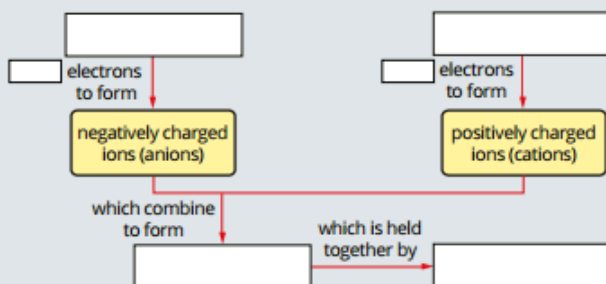 electrons
to form
electrons
to form
negatively charged
ions (anions)
positively charged
ions (cations)
which combine
to form
which is held
together by